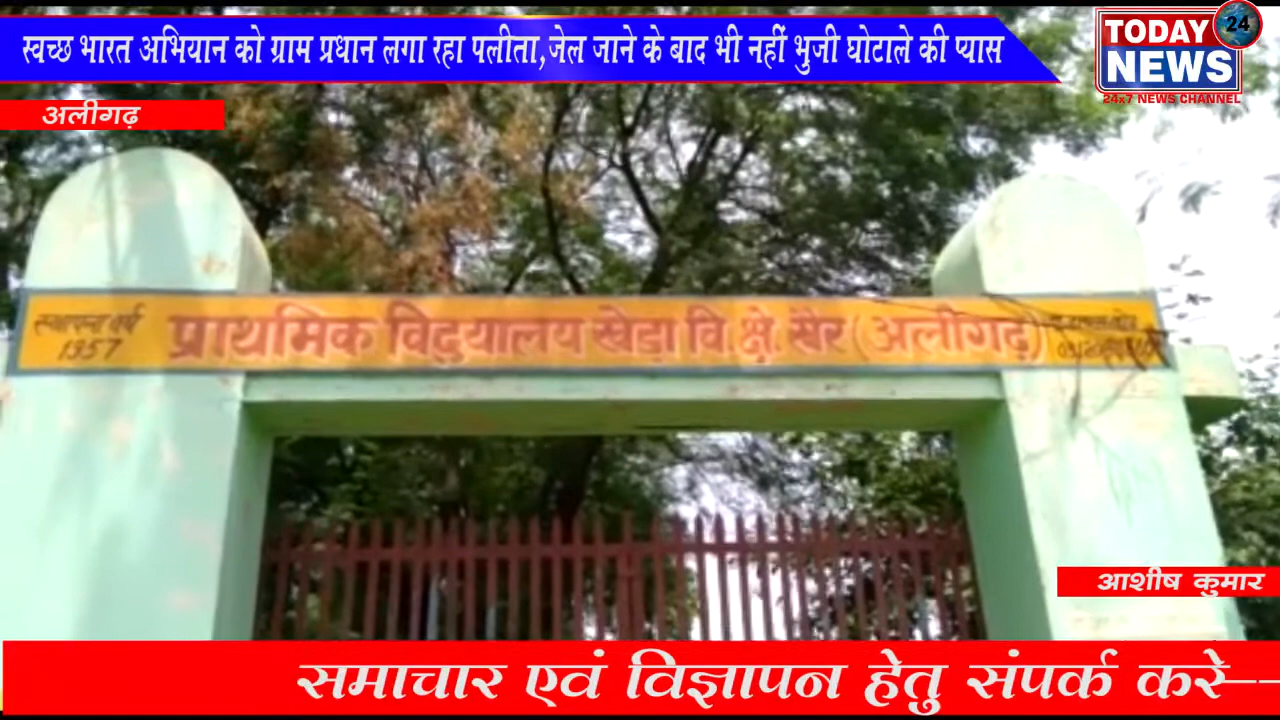 स्वच्छ भारत अभियान को ग्राम प्रधान लगा रहा पलीता,जेल जाने के बाद भी नहीं भुजी घोटाले की प्यास
TODAY 24
NEWS
24x7 NEWS CHANNEL
अलीगढ़
स्थापना वर्ष
1957
प्राथमिक विद्यालय खेडा वि. क्षे. खैर (अलीगढ़)
आशीष कुमार
समाचार एवं विज्ञापन हेतु संपर्क करे--